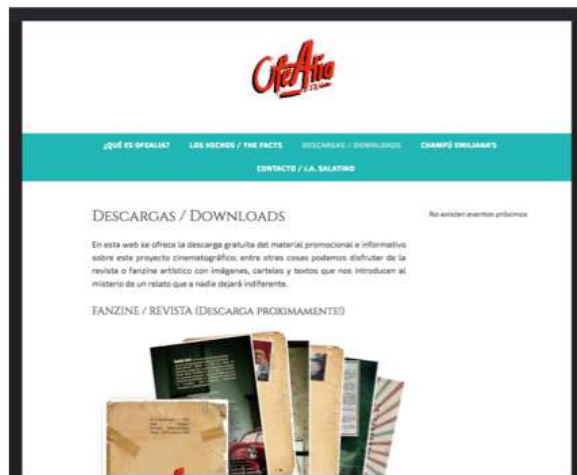 OfeAlia
¿QUÉ ES OFEALIA?
LOS HECHOS / THE FACTS
DESCARGAS / DOWNLOADS
CHAMPÚ EMILIANA'S
CONTACTO / J.A. SALATINO
DESCARGAS / DOWNLOADS
No existen eventos próximos
En esta web se ofrece la descarga gratuita del material promocional e informativo
sobre este proyecto cinematográfico; entre otras cosas podemos disfrutar de la
revista o fanzine artístico con imágenes, carteles y textos que nos introducen al
misterio de un relato que a nadie dejará indiferente.
FANZINE / REVISTA (DESCARGA PROXIMAMENTE!)